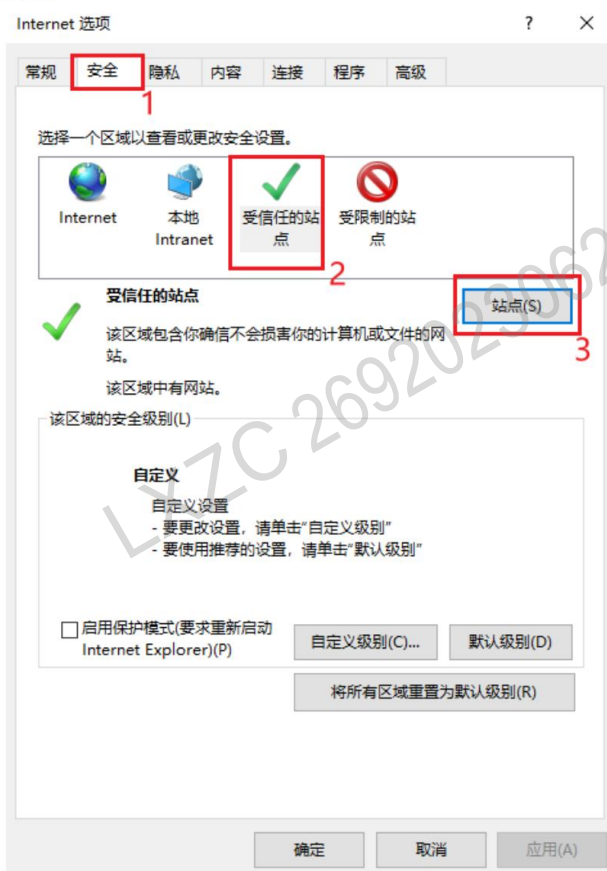 Internet 选项
? ×
常规 安全 隐私 内容 连接 程序 高级
1
选择一个区域以查看或更改安全设置。
Internet 本地 受信任的站 受限制的站
Intranet 点 点
2
受信任的站点
站点(S)
3
该区域包含你确信不会损害你的计算机或文件的网
站。
该区域中有网站。
该区域的安全级别(L)
自定义
自定义设置
- 要更改设置，请单击“自定义级别”
- 要使用推荐的设置，请单击“默认级别”
启用保护模式(要求重新启动
Internet Explorer)(P)
自定义级别(C)... 默认级别(D)
将所有区域重置为默认级别(R)
确定 取消 应用(A)
LXZC 2692023062